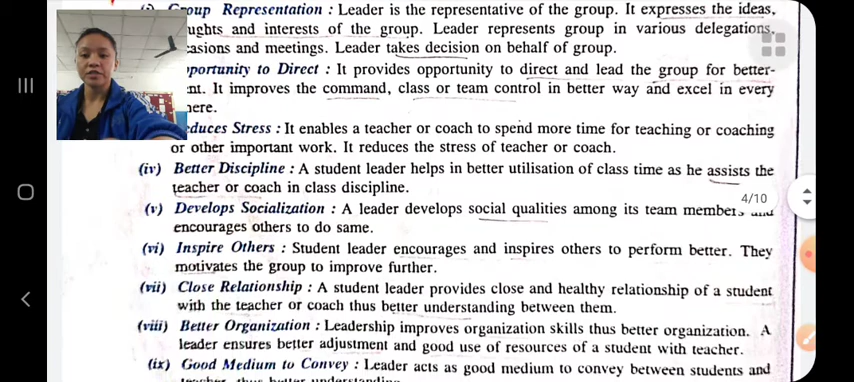 Group Representation : Leader is the representative of the group. It expresses the ideas,
ughts and interests of the group. Leader represents group in various delegations,
asions and meetings. Leader takes decision on behalf of group.
pportunity to Direct : It provides opportunity to direct and lead the group for better-
nt. It improves the command, class or team control in better way and excel in every
here.
educes Stress : It enables a teacher or coach to spend more time for teaching or coaching
or other important work. It reduces the stress of teacher or coach.
(iv) Better Discipline : A student leader helps in better utilisation of class time as he assists the
teacher or coach in class discipline.
4/10
(v) Develops Socialization : A leader develops social qualities among its team members and
encourages others to do same.
(vi) Inspire Others : Student leader encourages and inspires others to perform better. They
motivates the group to improve further.
(vii) Close Relationship : A student leader provides close and healthy relationship of a student
with the teacher or coach thus better understanding between them.
(viii) Better Organization : Leadership improves organization skills thus better organization. A
leader ensures better adjustment and good use of resources of a student with teacher.
(ix) Good Medium to Convey : Leader acts as good medium to convey between students and